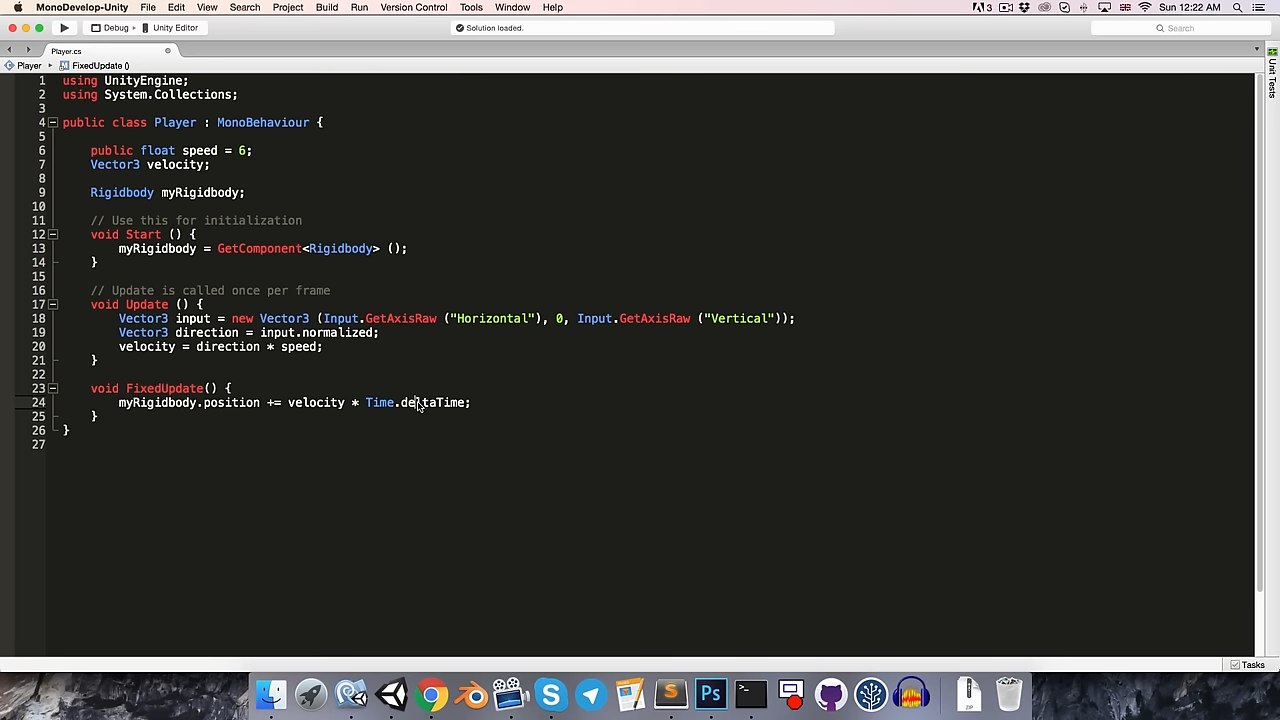 MonoDevelop-Unity File Edit View Search Project Build Run Version Control Tools Window Help 3 Sun 12:22 AM
Debug Unity Editor Solution loaded. Search
Player.cs
Player FixedUpdate ()
Unit Tests
1 using UnityEngine;
2 using System.Collections;
3
4 public class Player : MonoBehaviour {
5
6 public float speed = 6;
7 Vector3 velocity;
8
9 Rigidbody myRigidbody;
10
11 // Use this for initialization
12 void Start () {
13 myRigidbody = GetComponent<Rigidbody> ();
14 }
15
16 // Update is called once per frame
17 void Update () {
18 Vector3 input = new Vector3 (Input.GetAxisRaw ("Horizontal"), 0, Input.GetAxisRaw ("Vertical"));
19 Vector3 direction = input.normalized;
20 velocity = direction * speed;
21 }
22
23 void FixedUpdate() {
24 myRigidbody.position += velocity * Time.deltaTime;
25 }
26 }
27
Tasks
S Ps >_ ZIP